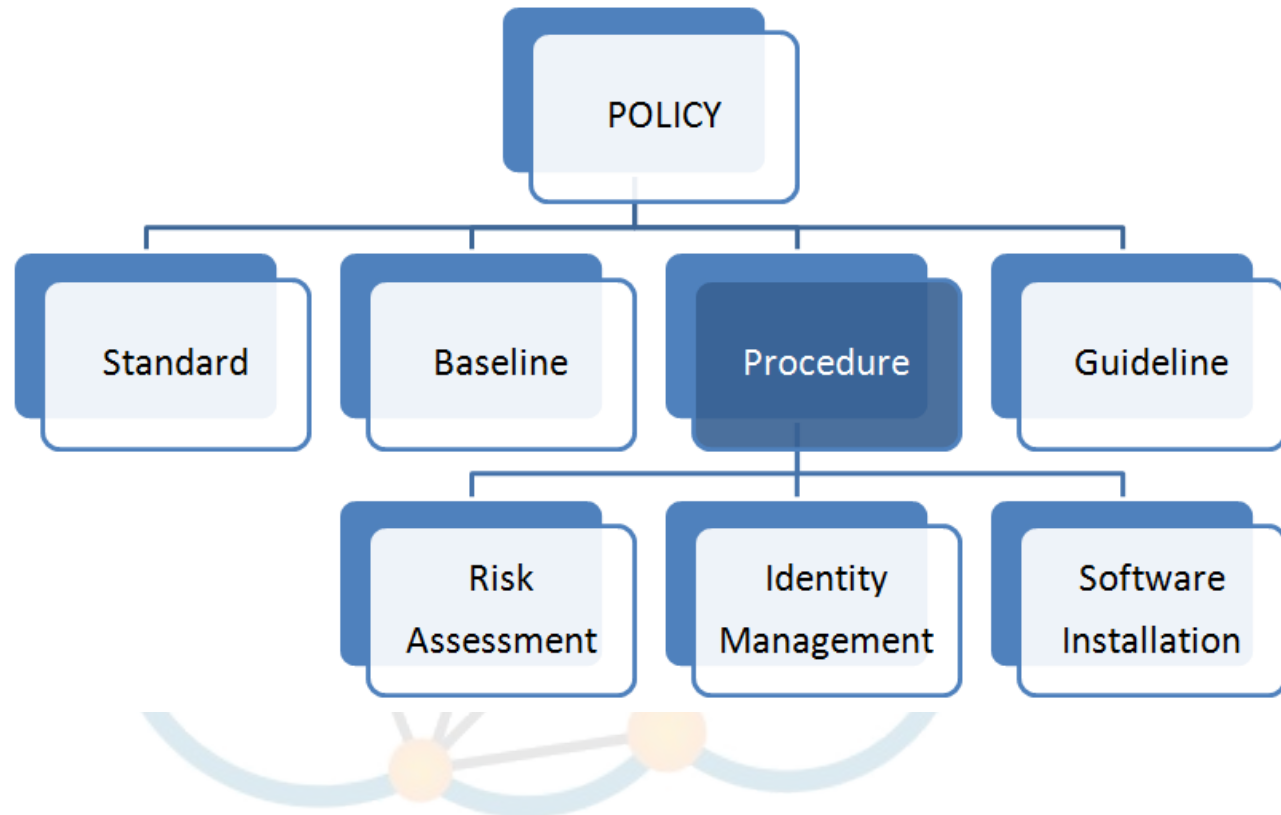 POLICY
Standard
Baseline
Procedure
Guideline
Risk
Assessment
Identity
Management
Software
Installation